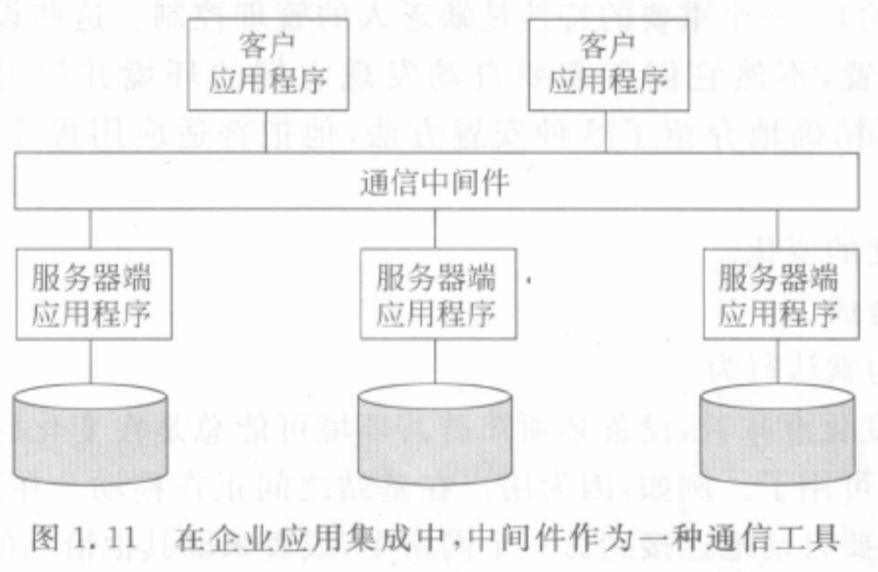 客户
应用程序
客户
应用程序
通信中间件
服务器端
应用程序
服务器端
应用程序
服务器端
应用程序
图 1.11 在企业应用集成中,中间件作为一种通信工具